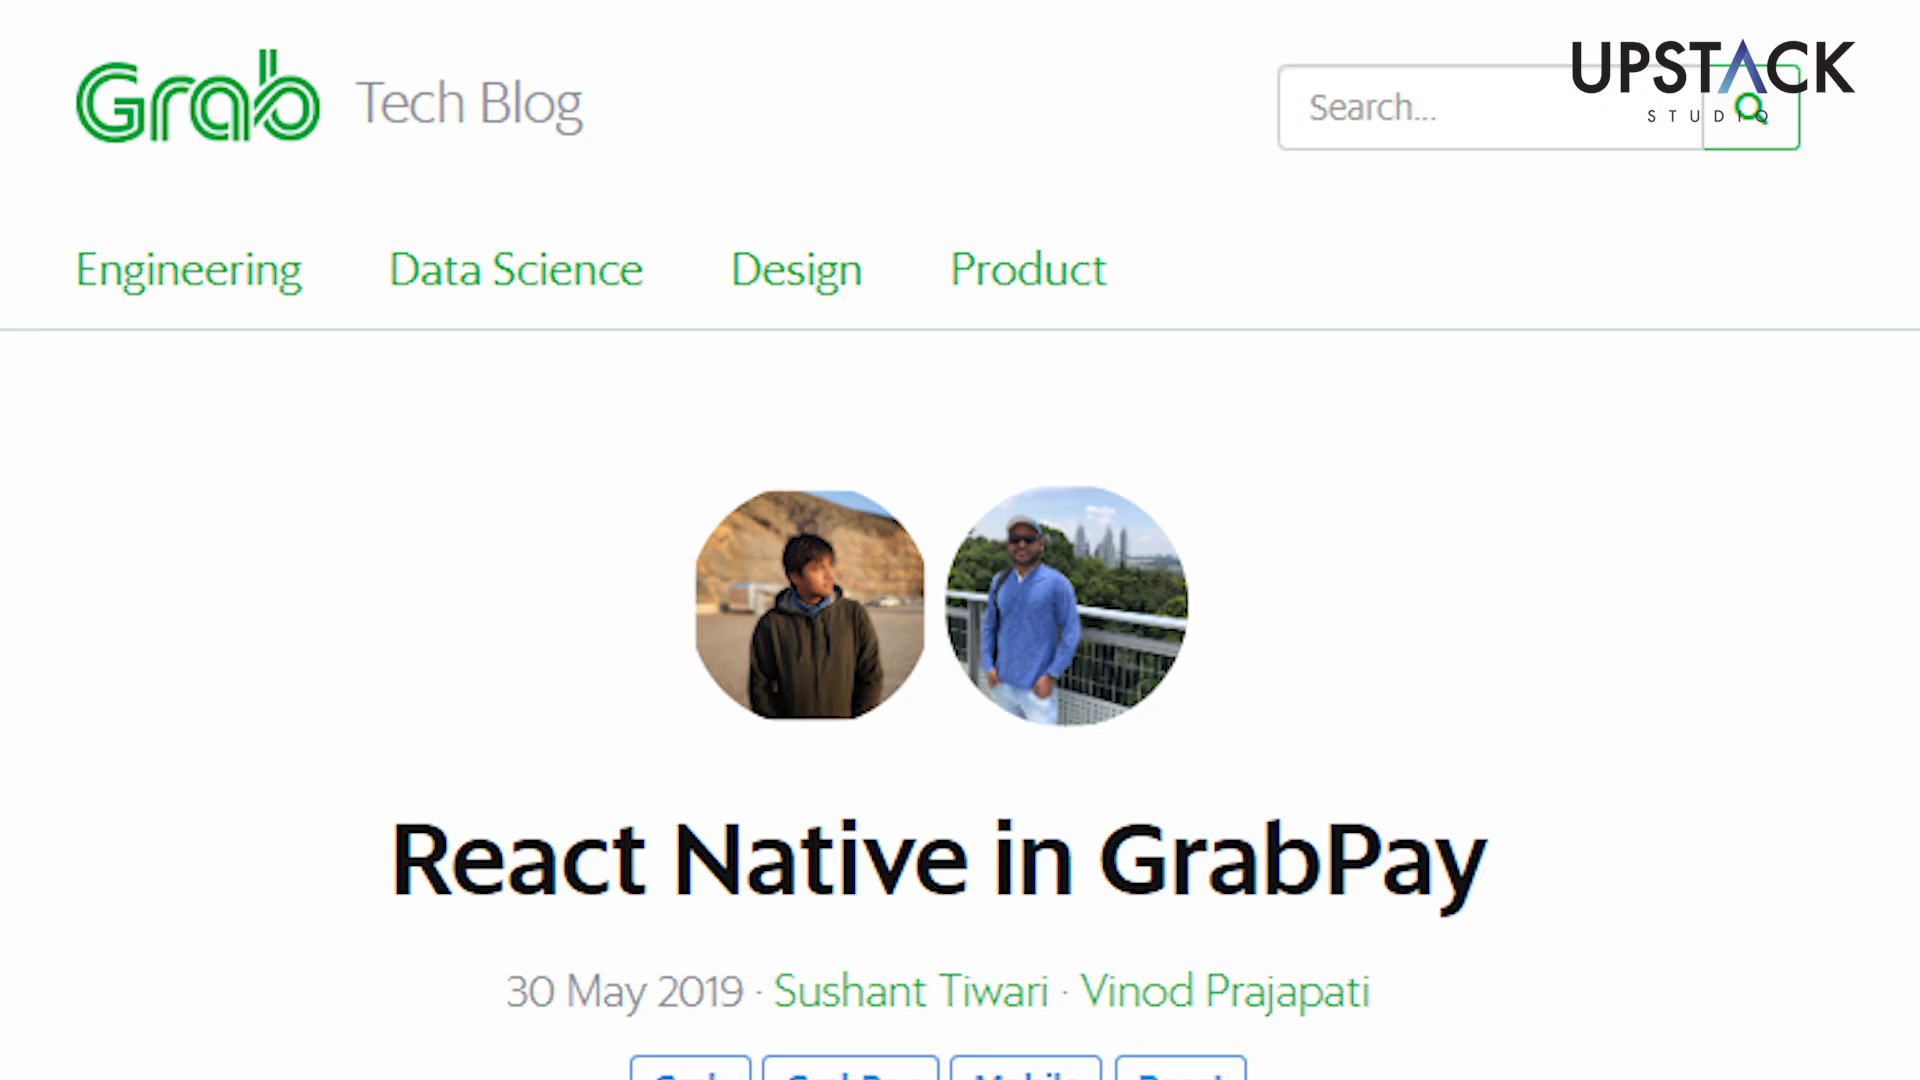 Grab Tech Blog
Search...
UPSTACK
STUDIO
Engineering Data Science Design Product
React Native in GrabPay
30 May 2019 · Sushant Tiwari · Vinod Prajapati